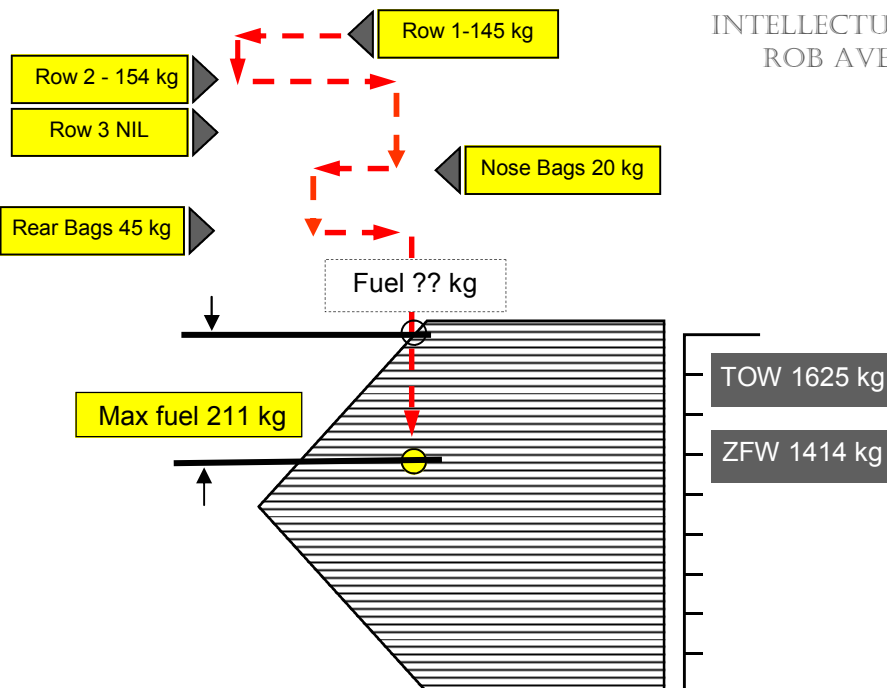 Row 1-145 kg
INTELLECTU
ROB AVE
Row 2 - 154 kg
Row 3 NIL
Nose Bags 20 kg
Rear Bags 45 kg
Fuel ?? kg
TOW 1625 kg
Max fuel 211 kg
ZFW 1414 kg